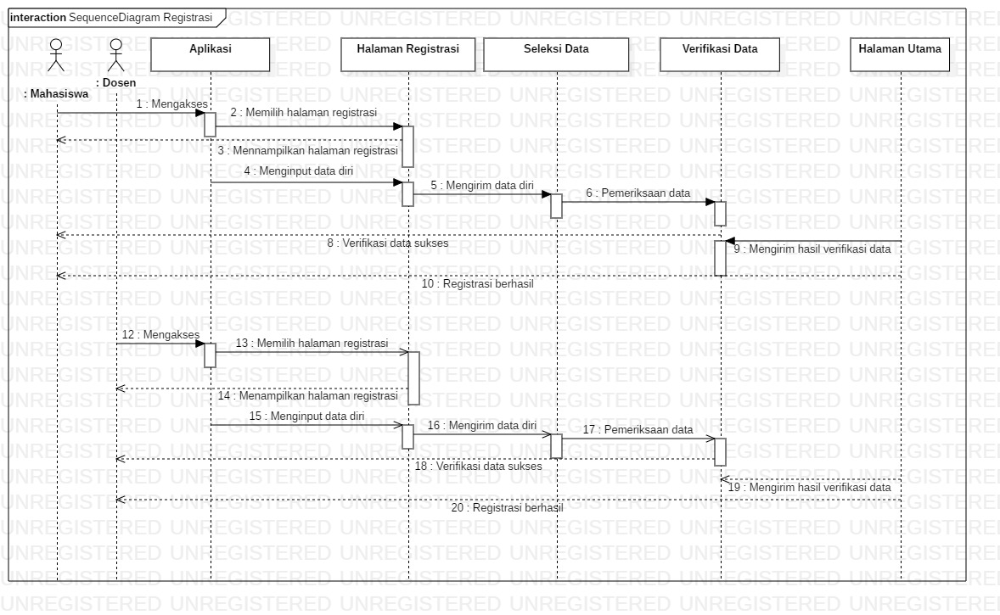 interaction SequenceDiagram Registrasi
Aplikasi
Halaman Registrasi
Seleksi Data
Verifikasi Data
Halaman Utama
: Dosen
: Mahasiswa
1 : Mengakses
2 : Memilih halaman registrasi
3 : Mennampilkan halaman registrasi
4 : Menginput data diri
5 : Mengirim data diri
6 : Pemeriksaan data
8 : Verifikasi data sukses
9 : Mengirim hasil verifikasi data
10 : Registrasi berhasil
12 : Mengakses
13 : Memilih halaman registrasi
14 : Menampilkan halaman registrasi
15 : Menginput data diri
16 : Mengirim data diri
17 : Pemeriksaan data
18 : Verifikasi data sukses
19 : Mengirim hasil verifikasi data
20 : Registrasi berhasil
UNREGISTERED UNREGISTERED UNREGISTERED UNREGISTERED UNREGISTERED UNREGISTERED